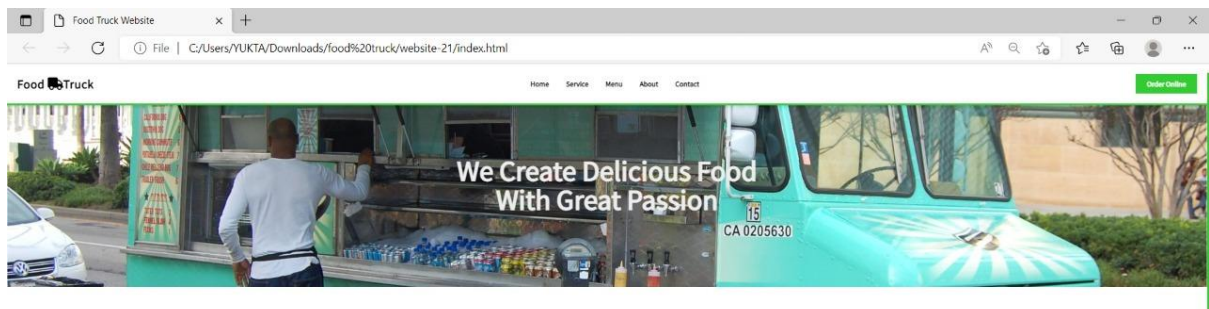 Food Truck Website
File | C:/Users/YUKTA/Downloads/food%20truck/website-21/index.html
Food Truck
Home Service Menu About Contact
Order Online
We Create Delicious Food
With Great Passion
15
CA 0205630